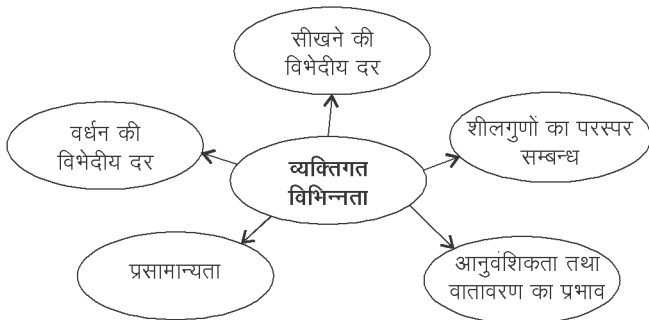 सीखने की
विभेदीय दर
वर्धन की
विभेदीय दर
शीलगुणों का परस्पर
सम्बन्ध
व्यक्तिगत
विभिन्नता
प्रसामान्यता
आनुवंशिकता तथा
वातावरण का प्रभाव